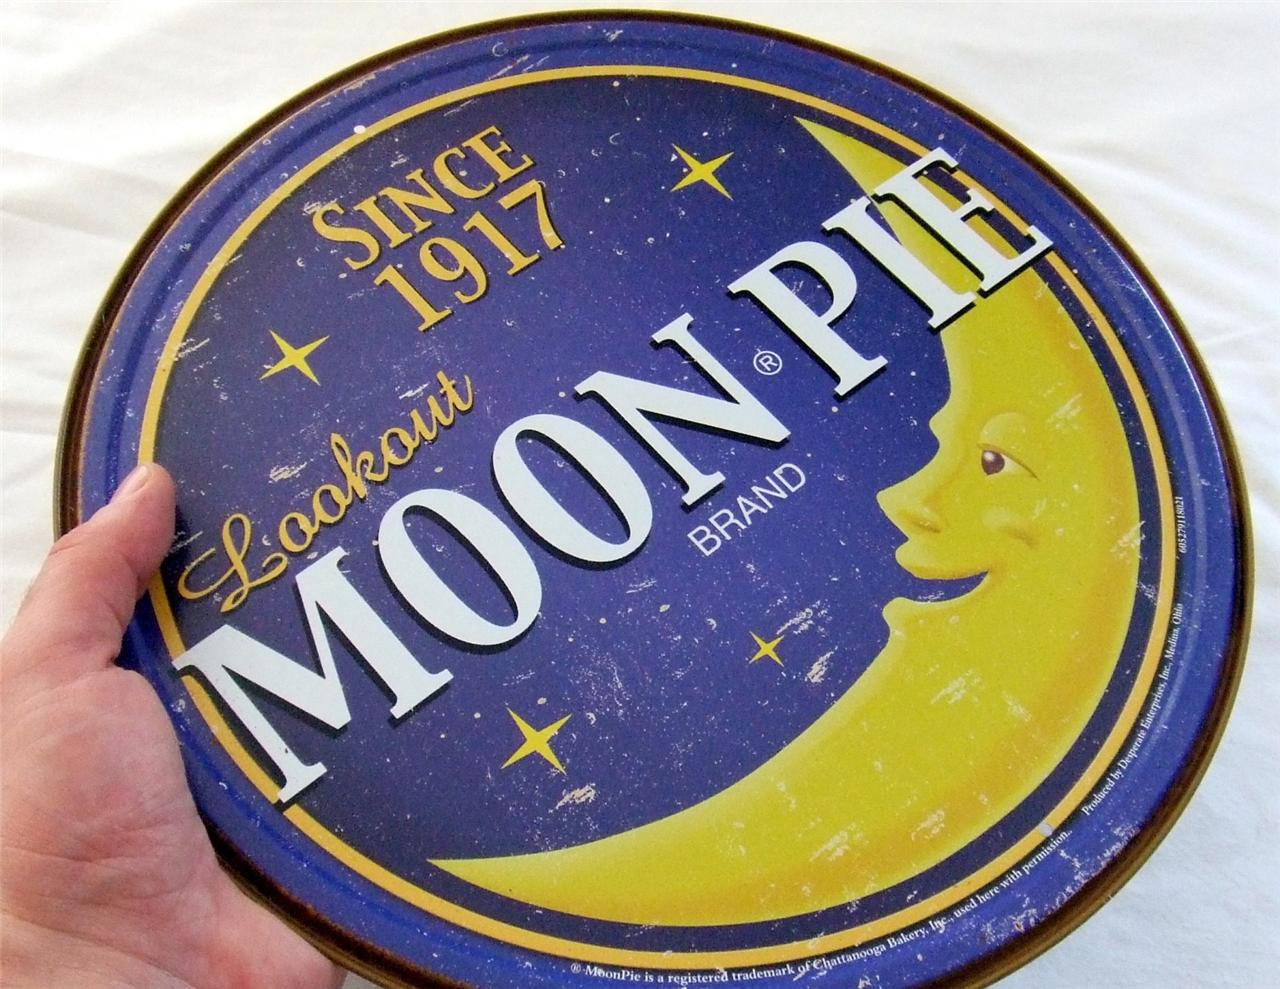 SINCE
1917
Lookout
MOON PIE
®
BRAND
605279118021
Produced by Desperate Enterprises, Inc., Medina, Ohio
® MoonPie is a registered trademark of Chattanooga Bakery, Inc., used here with permission.